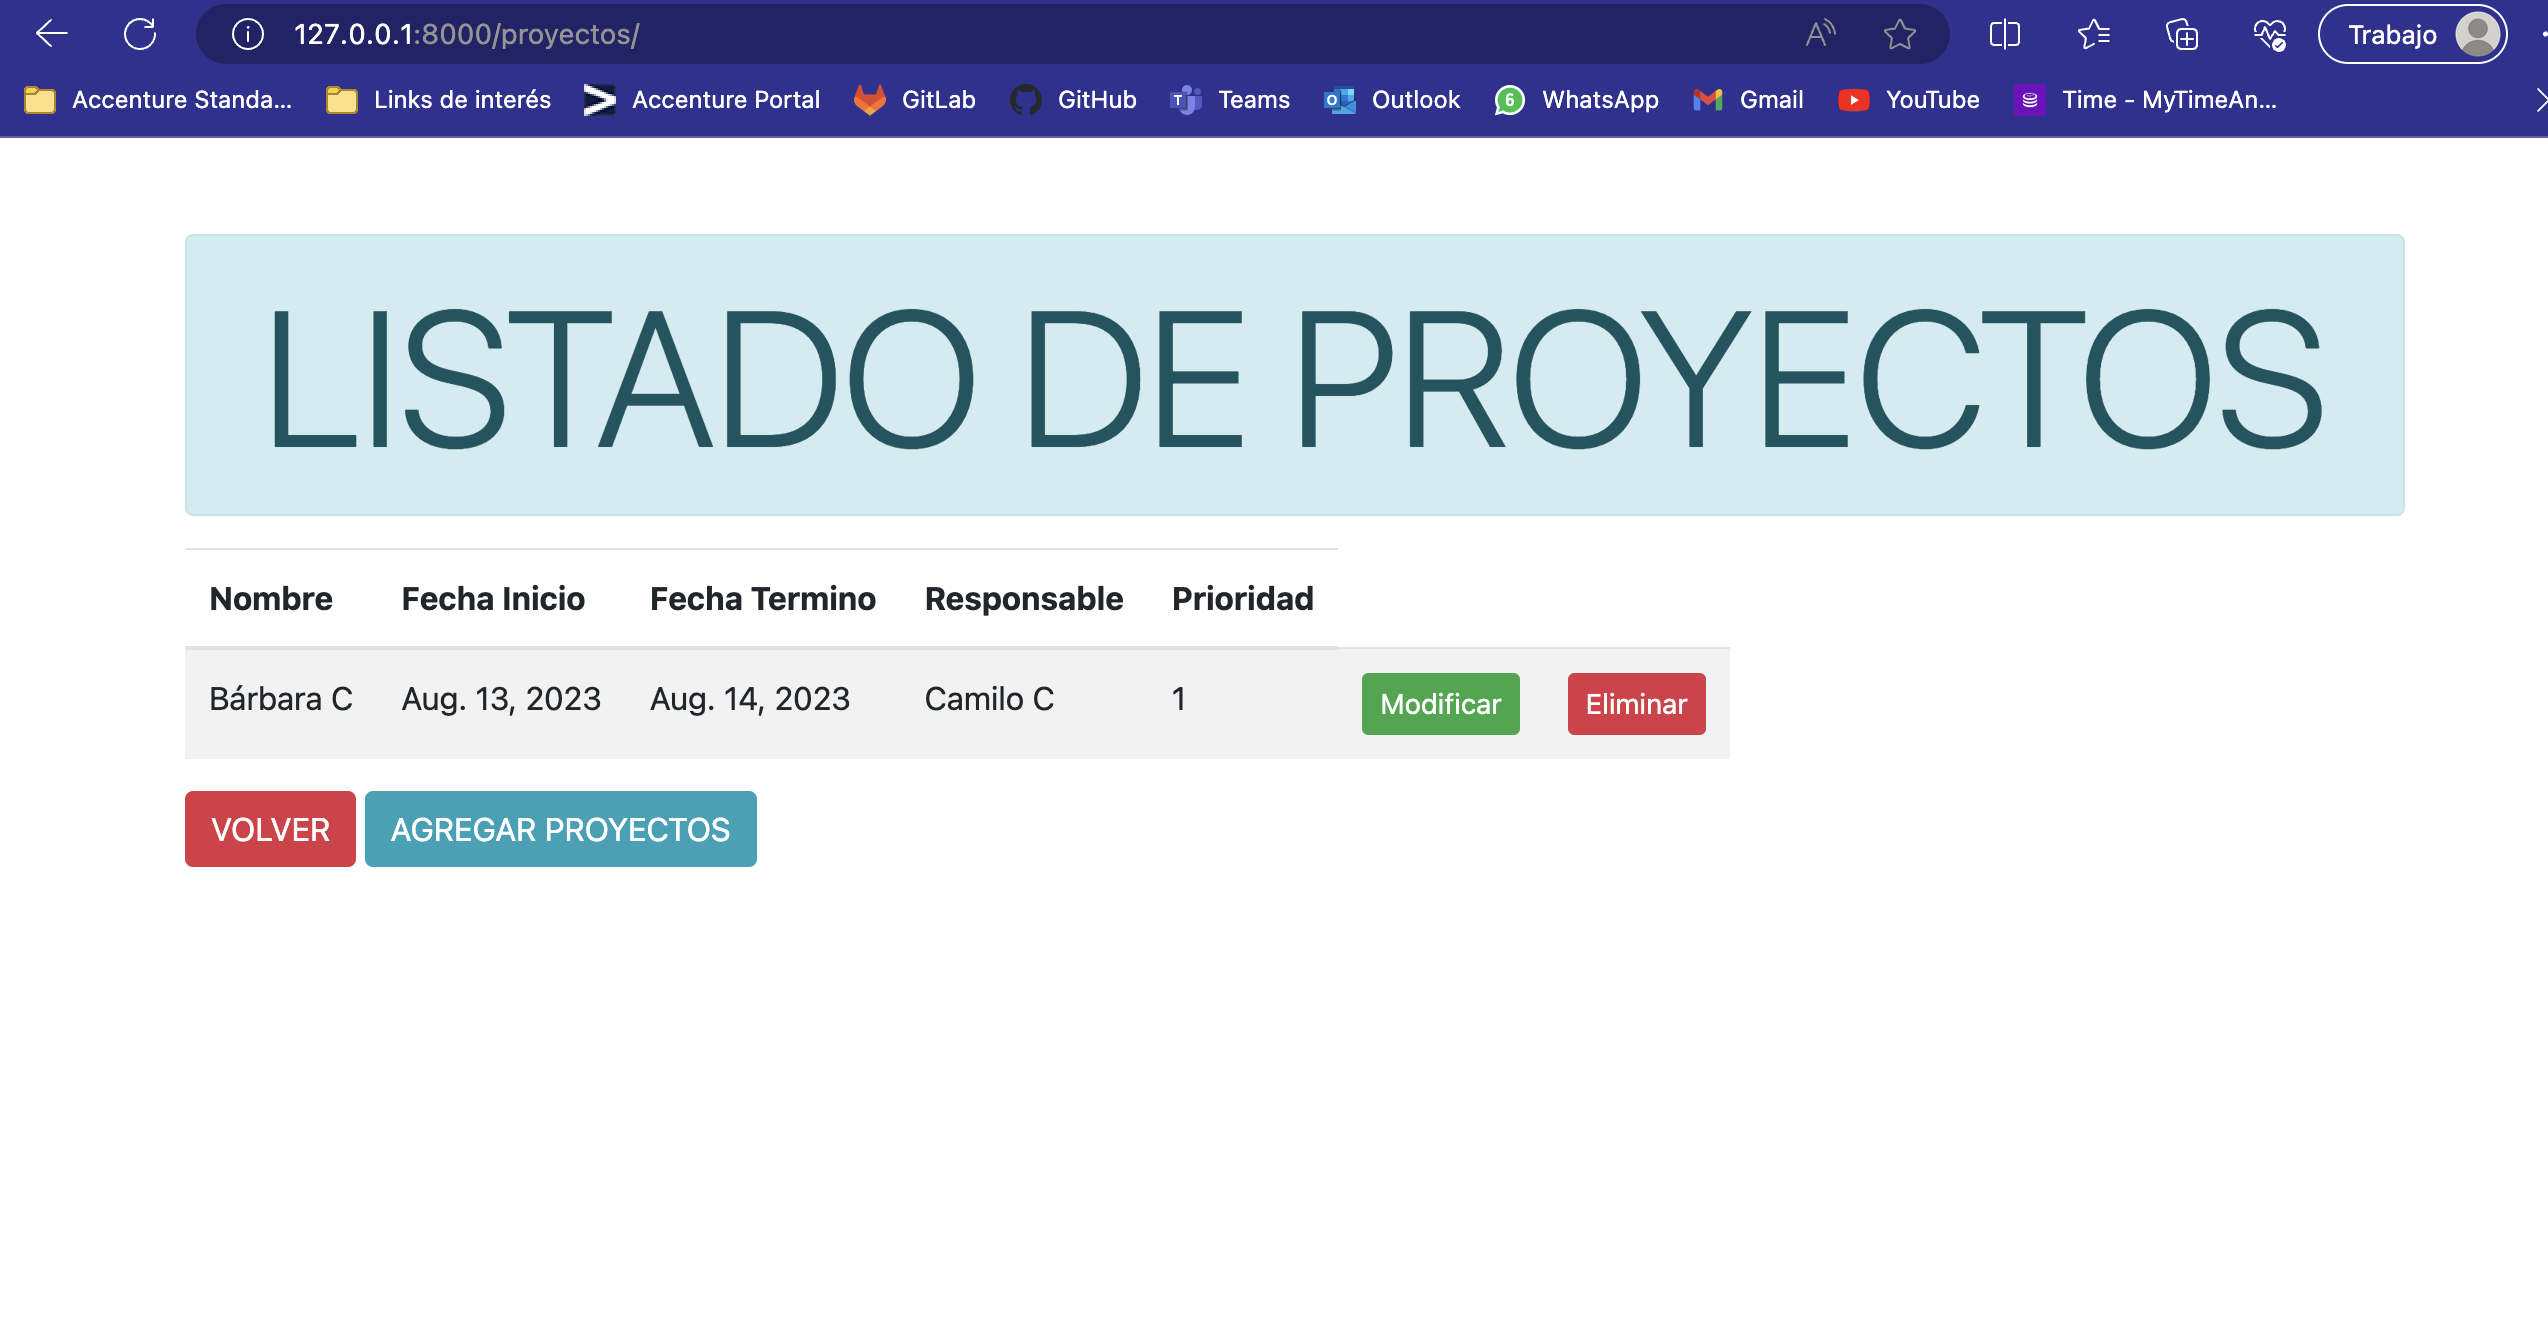 127.0.0.1:8000/proyectos/ Trabajo
Accenture Standa... Links de interés Accenture Portal GitLab GitHub Teams Outlook 6 WhatsApp Gmail YouTube Time - MyTimeAn...
LISTADO DE PROYECTOS
Nombre Fecha Inicio Fecha Termino Responsable Prioridad
Bárbara C Aug. 13, 2023 Aug. 14, 2023 Camilo C 1 Modificar Eliminar
VOLVER AGREGAR PROYECTOS